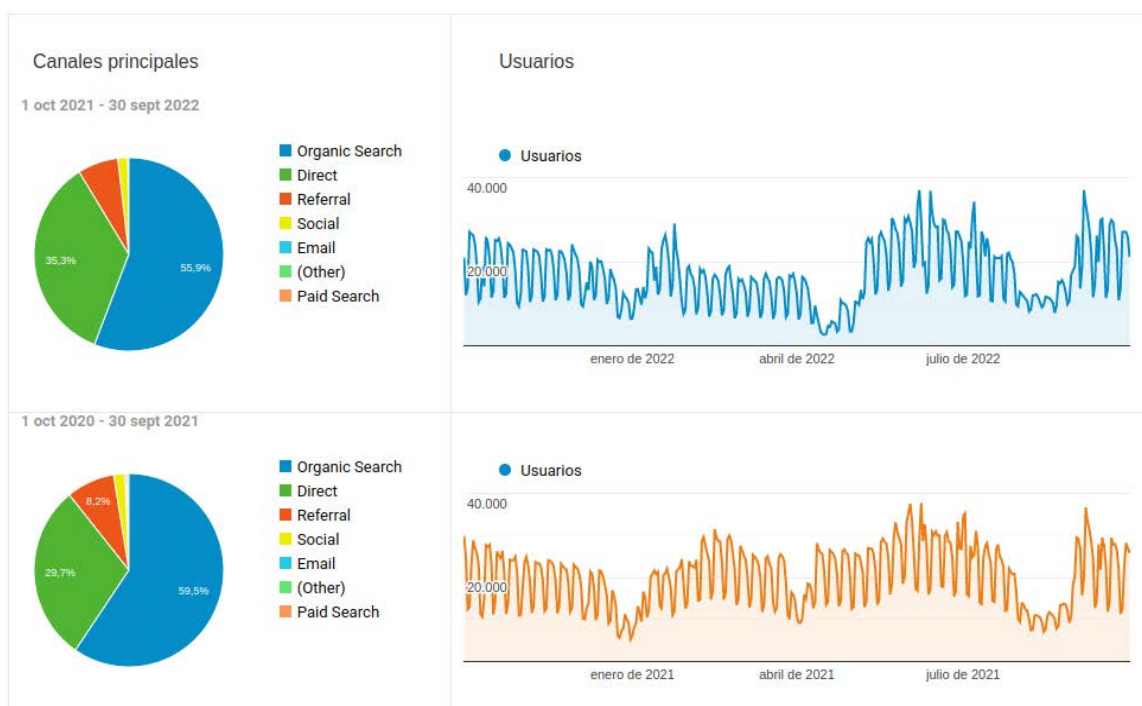 Canales principales
Usuarios
1 oct 2021 - 30 sept 2022
Organic Search
Direct
Referral
Social
Email
(Other)
Paid Search
35,3%
55,9%
Usuarios
40.000
20.000
enero de 2022
abril de 2022
julio de 2022
1 oct 2020 - 30 sept 2021
Organic Search
Direct
Referral
Social
Email
(Other)
Paid Search
8,2%
29,7%
59,5%
Usuarios
40.000
20.000
enero de 2021
abril de 2021
julio de 2021